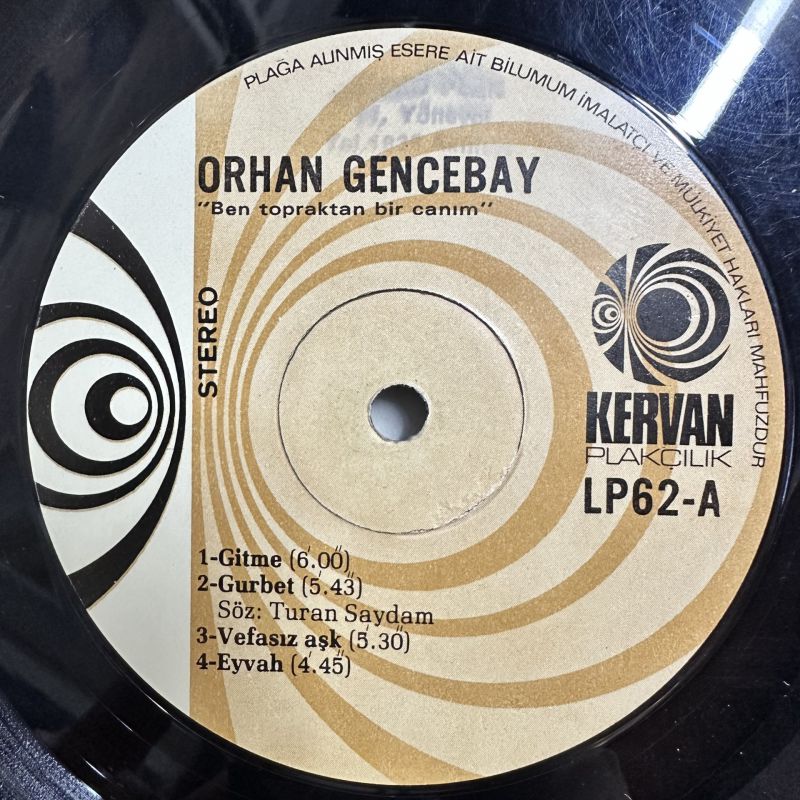 PLAĞA ALINMIŞ ESERE AİT BİLUMUM İMALATÇI VE MÜLKİYET HAKLARI MAHFUZDUR
ORHAN GENCEBAY
"Ben topraktan bir canım"
STEREO
KERVAN
PLAKÇILIK
LP62-A
1-Gitme (6.'00")
2-Gurbet (5.'43")
Söz: Turan Saydam
3-Vefasız aşk (5.'30")
4-Eyvah (4.'45")